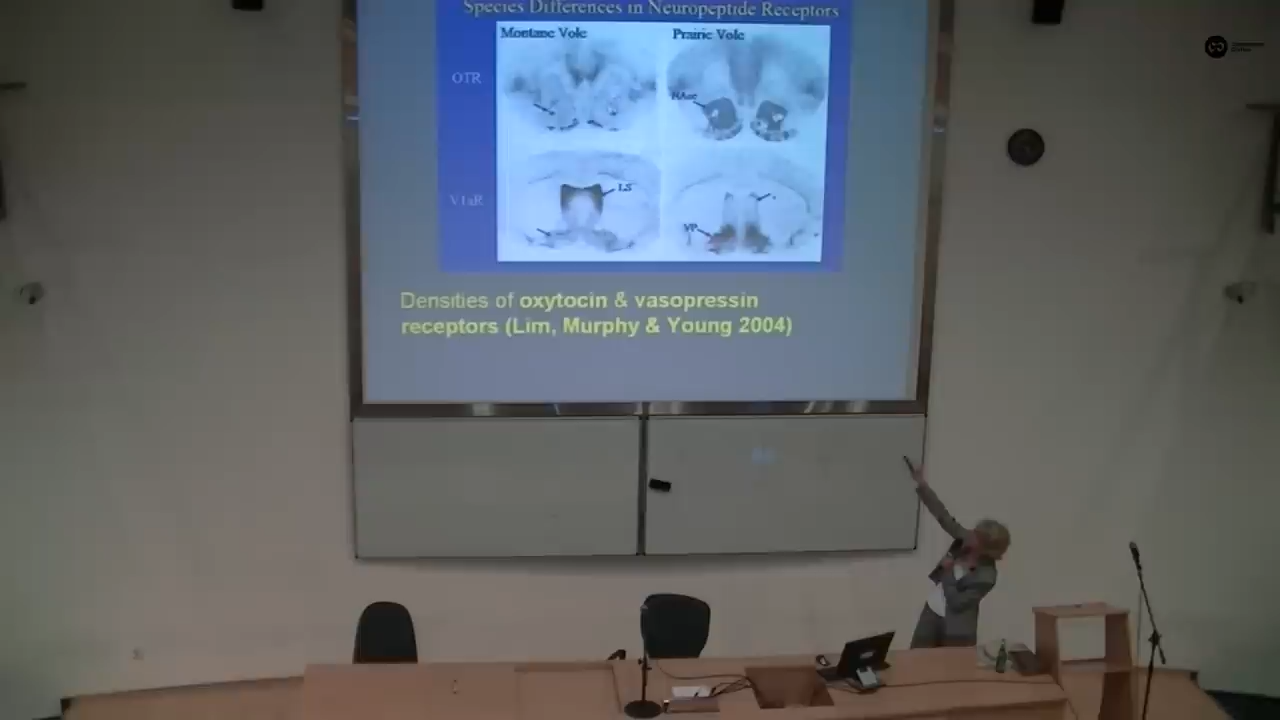 Species Differences in Neuropeptide Receptors
Montane Vole Prairie Vole
OTR
NAcc
V1aR
LS
VP
Densities of oxytocin & vasopressin
receptors (Lim, Murphy & Young 2004)